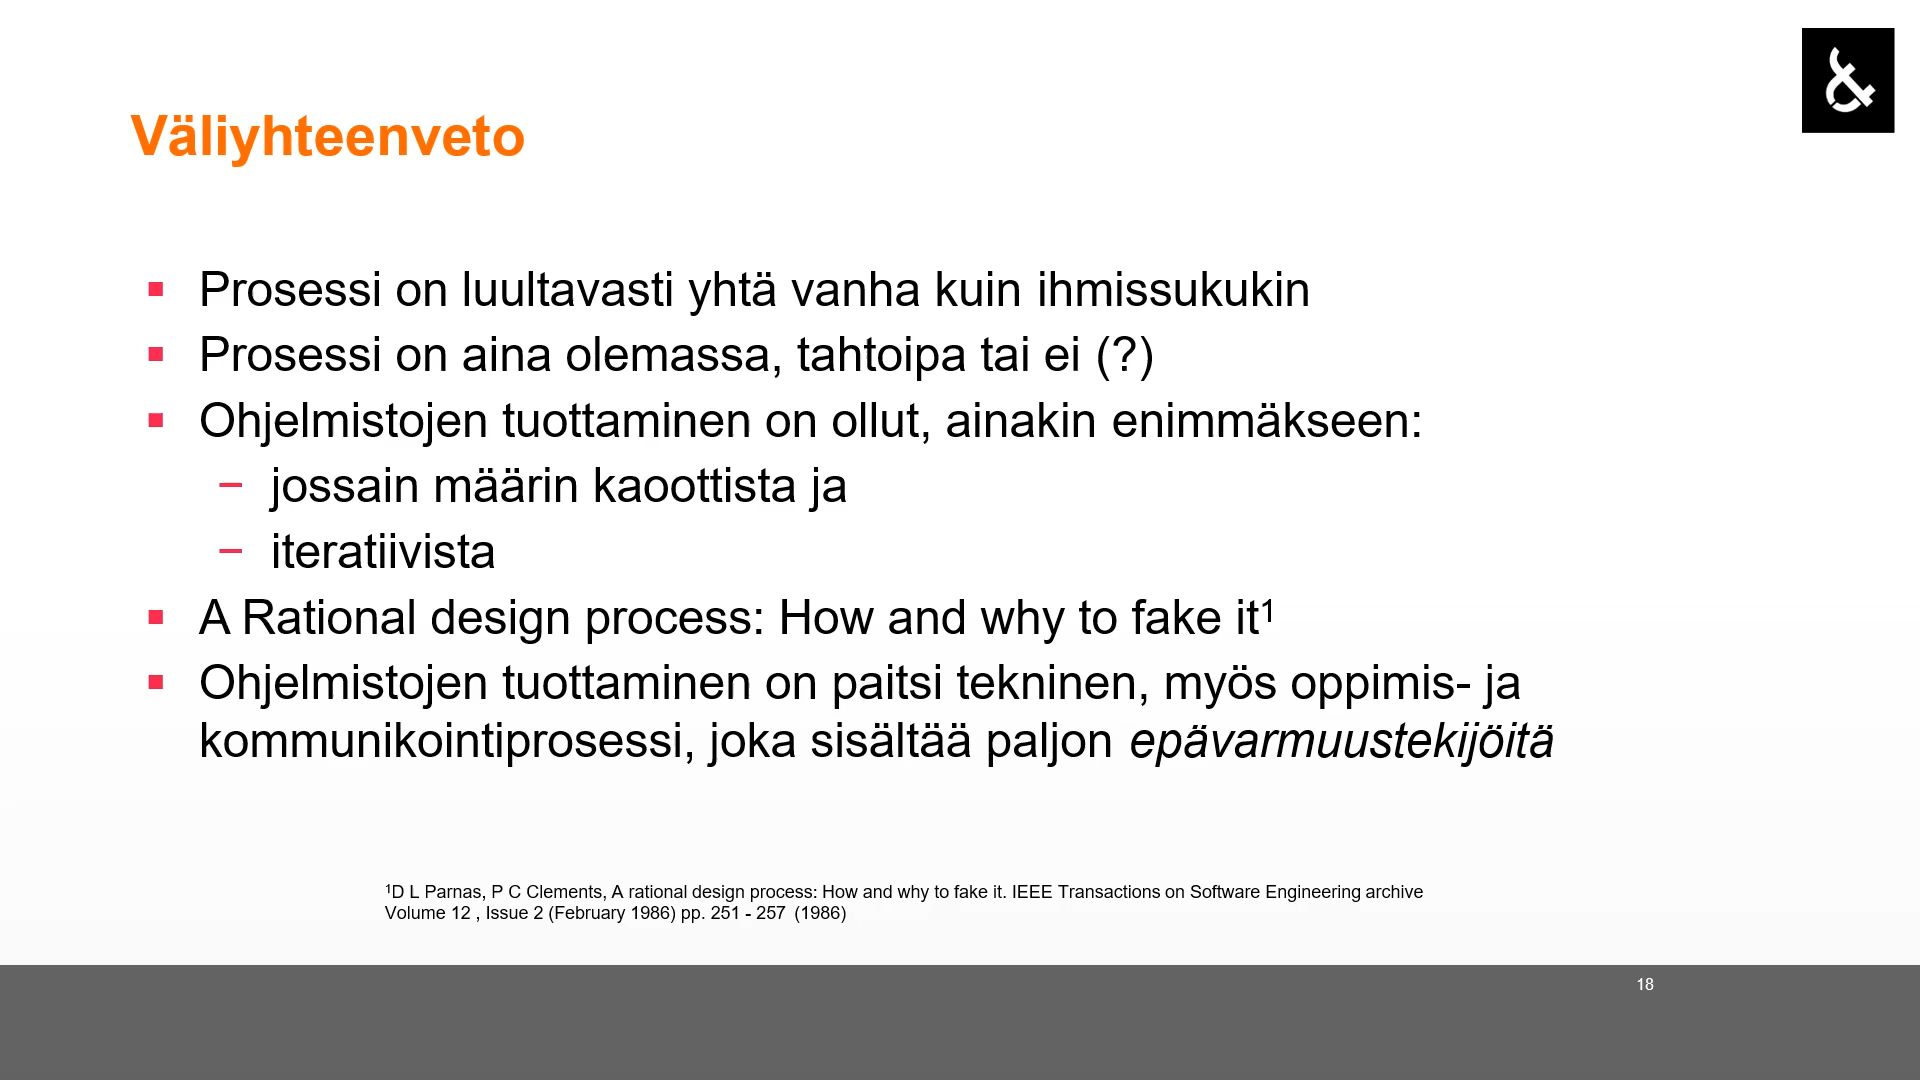 Väliyhteenveto
▪ Prosessi on luultavasti yhtä vanha kuin ihmissukukin
▪ Prosessi on aina olemassa, tahtoipa tai ei (?)
▪ Ohjelmistojen tuottaminen on ollut, ainakin enimmäkseen:
– jossain määrin kaoottista ja
– iteratiivista
▪ A Rational design process: How and why to fake it¹
▪ Ohjelmistojen tuottaminen on paitsi tekninen, myös oppimis- ja
kommunikointiprosessi, joka sisältää paljon epävarmuustekijöitä
¹D L Parnas, P C Clements, A rational design process: How and why to fake it. IEEE Transactions on Software Engineering archive
Volume 12 , Issue 2 (February 1986) pp. 251 - 257 (1986)
18
&